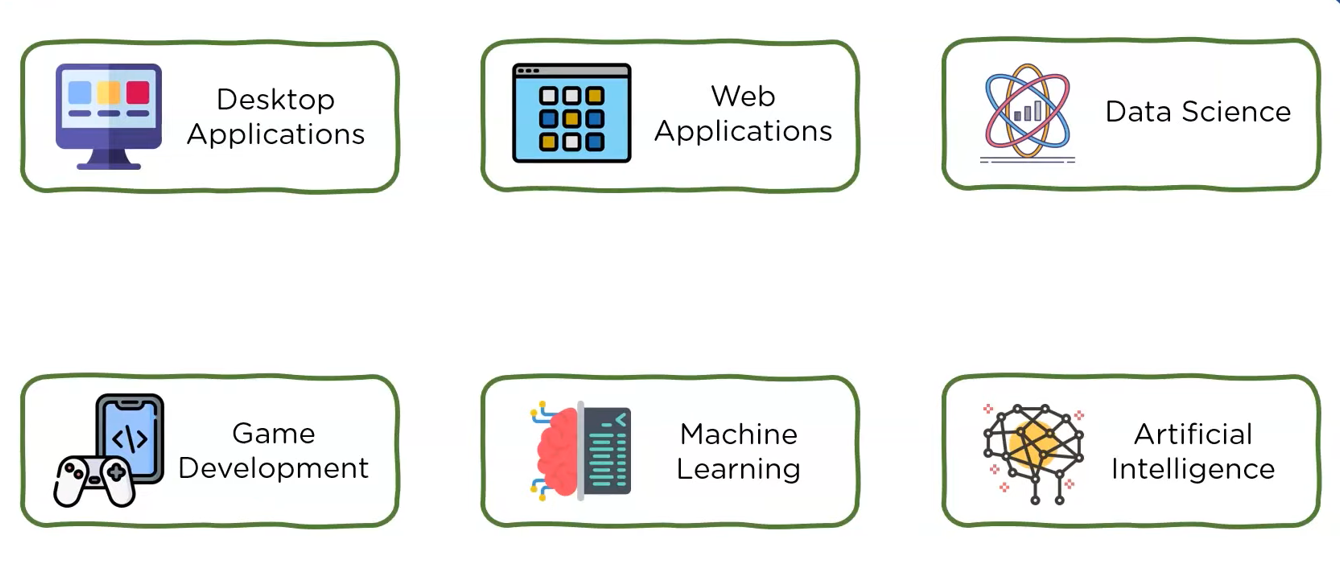 Desktop
Applications
Web
Applications
Data Science
Game
Development
Machine
Learning
Artificial
Intelligence